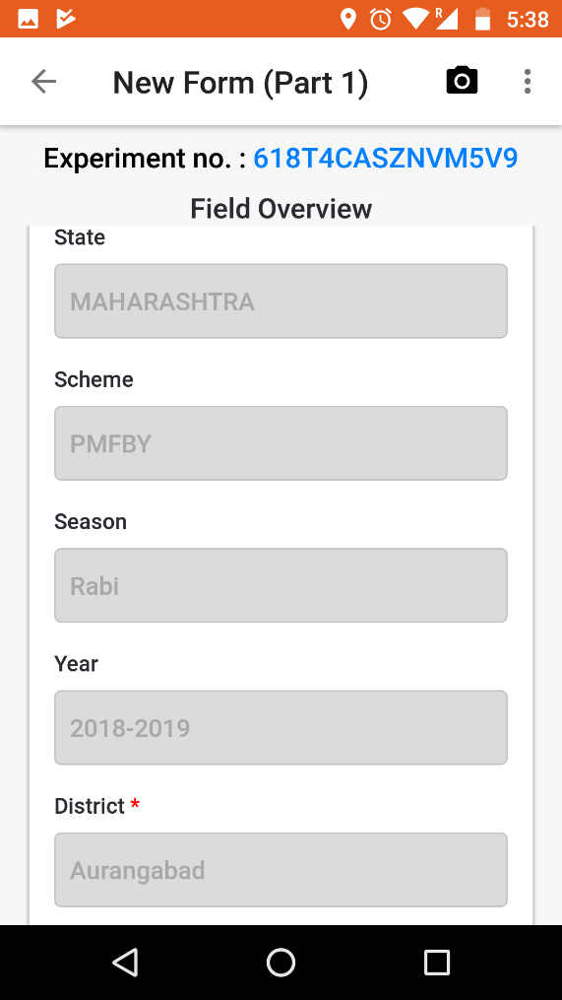 R
5:38
New Form (Part 1)
Experiment no. : 618T4CASZNVM5V9
Field Overview
State
MAHARASHTRA
Scheme
PMFBY
Season
Rabi
Year
2018-2019
District *
Aurangabad